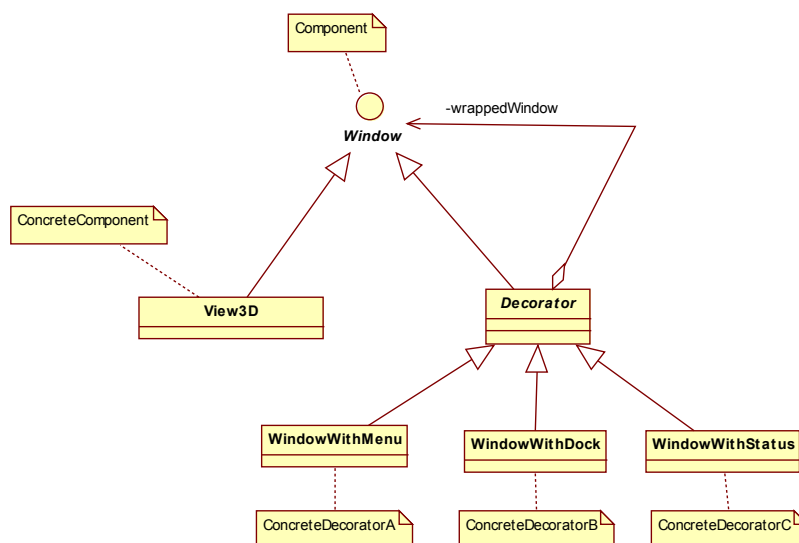 Component
-wrappedWindow
Window
ConcreteComponent
View3D
Decorator
WindowWithMenu
WindowWithDock
WindowWithStatus
ConcreteDecoratorA
ConcreteDecoratorB
ConcreteDecoratorC